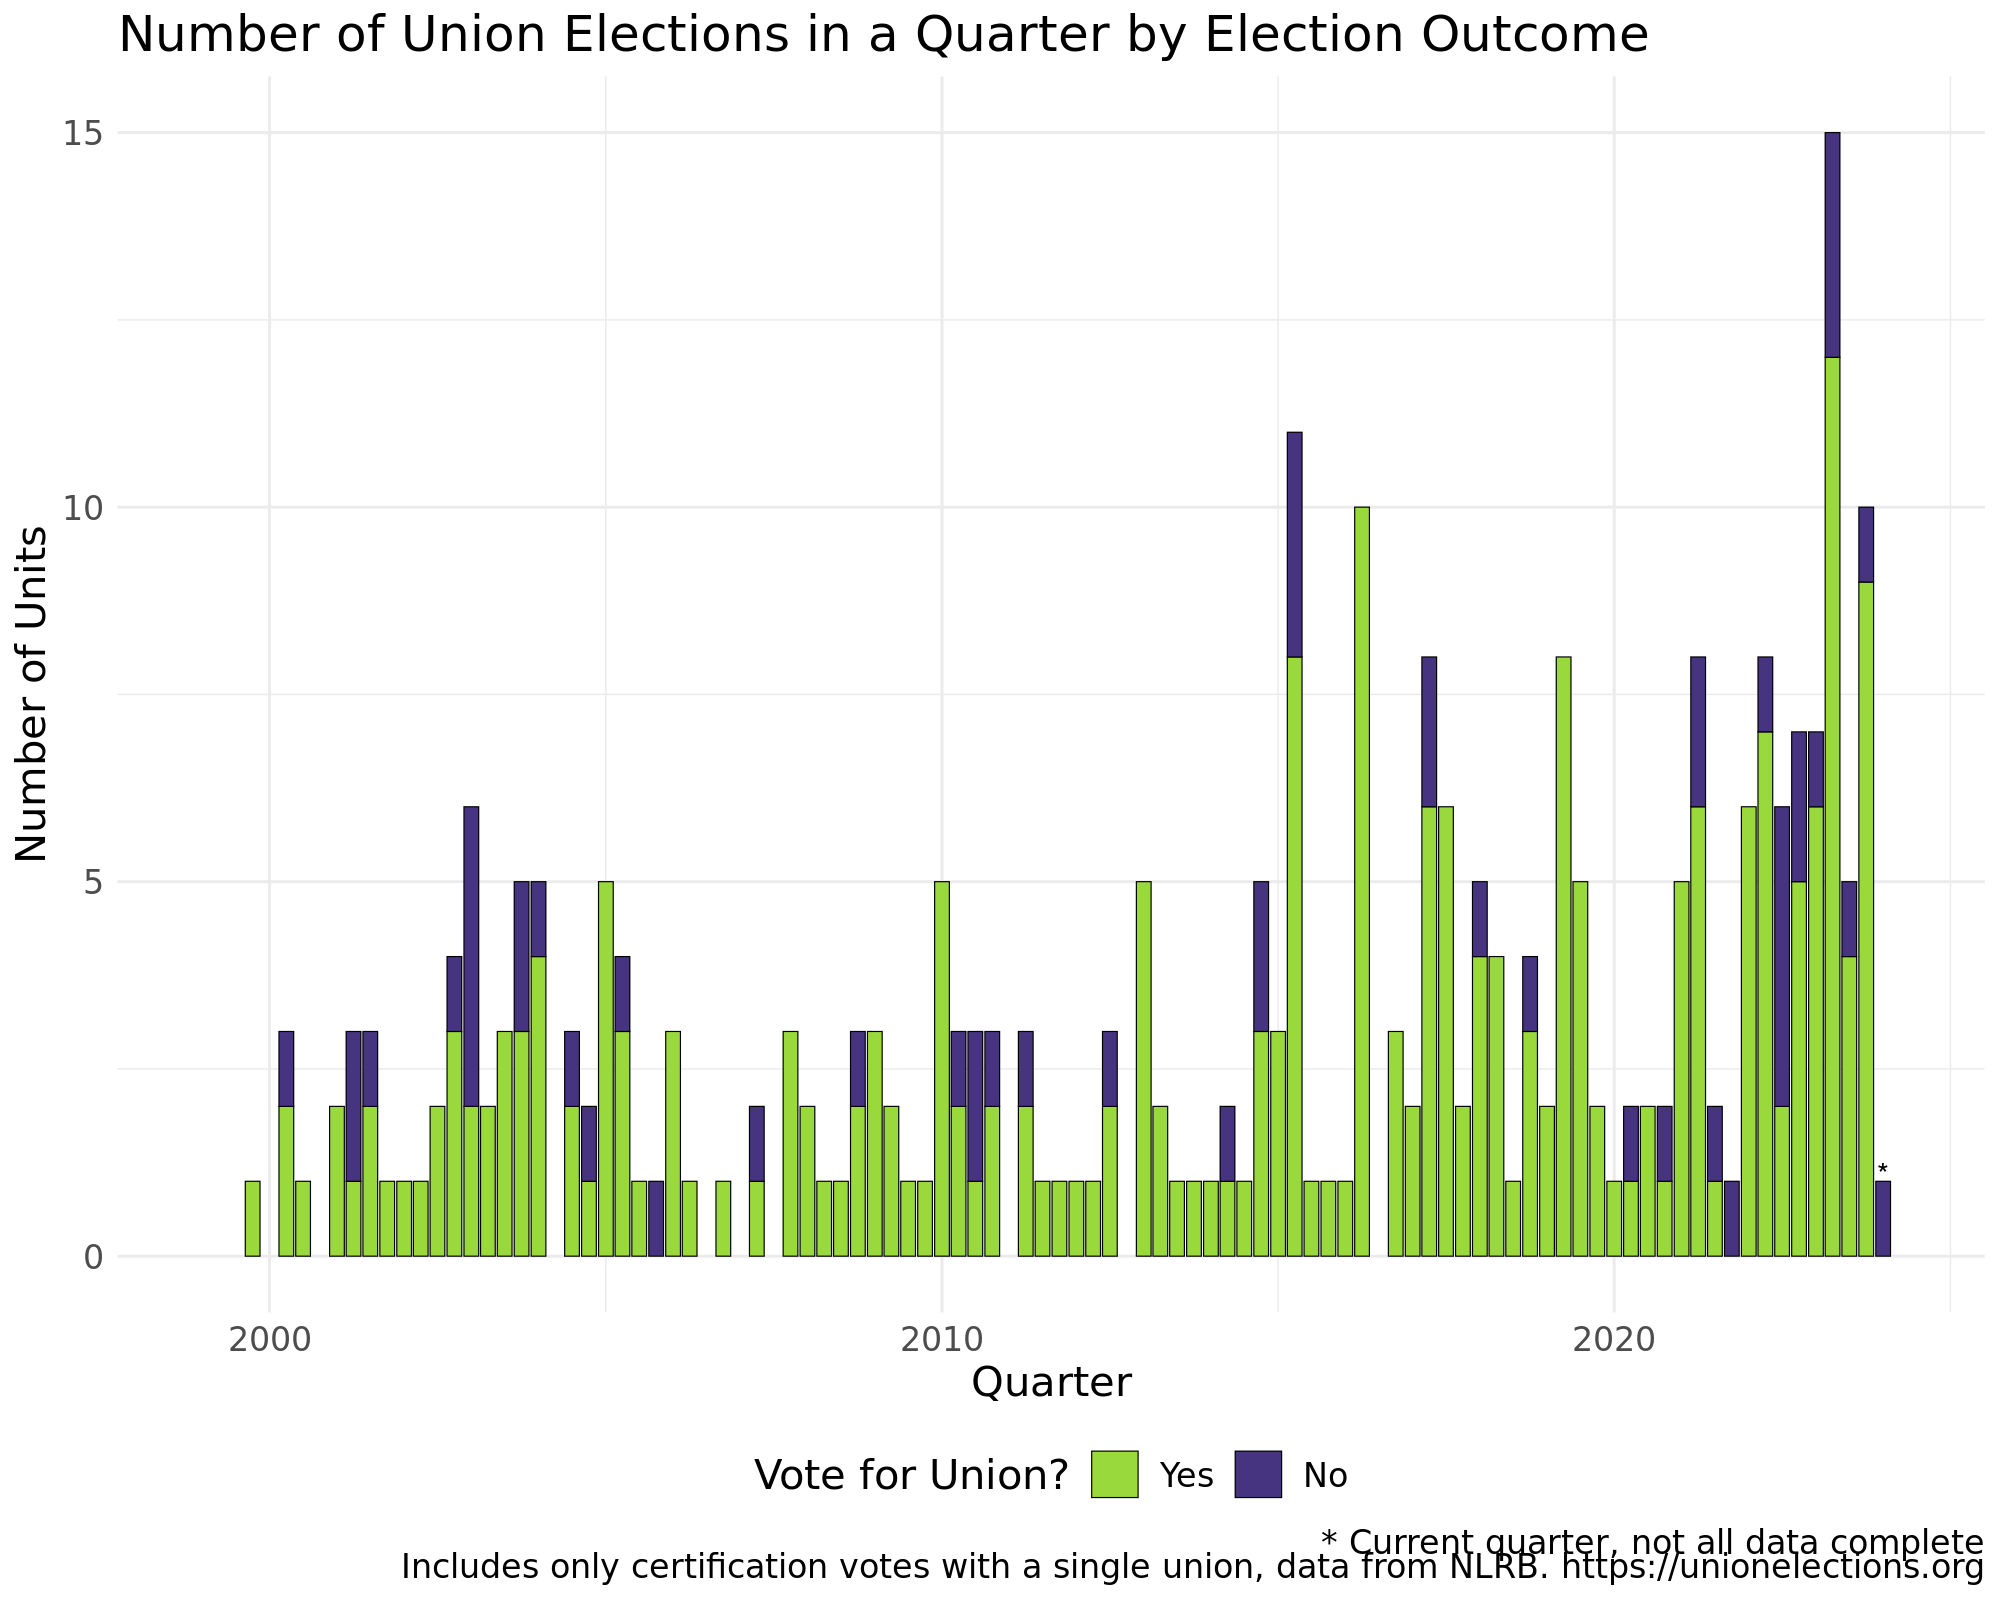 Number of Union Elections in a Quarter by Election Outcome
15
10
5
0
Number of Units
*
2000 2010 2020
Quarter
Vote for Union? Yes No
* Current quarter, not all data complete
Includes only certification votes with a single union, data from NLRB. https://unionelections.org